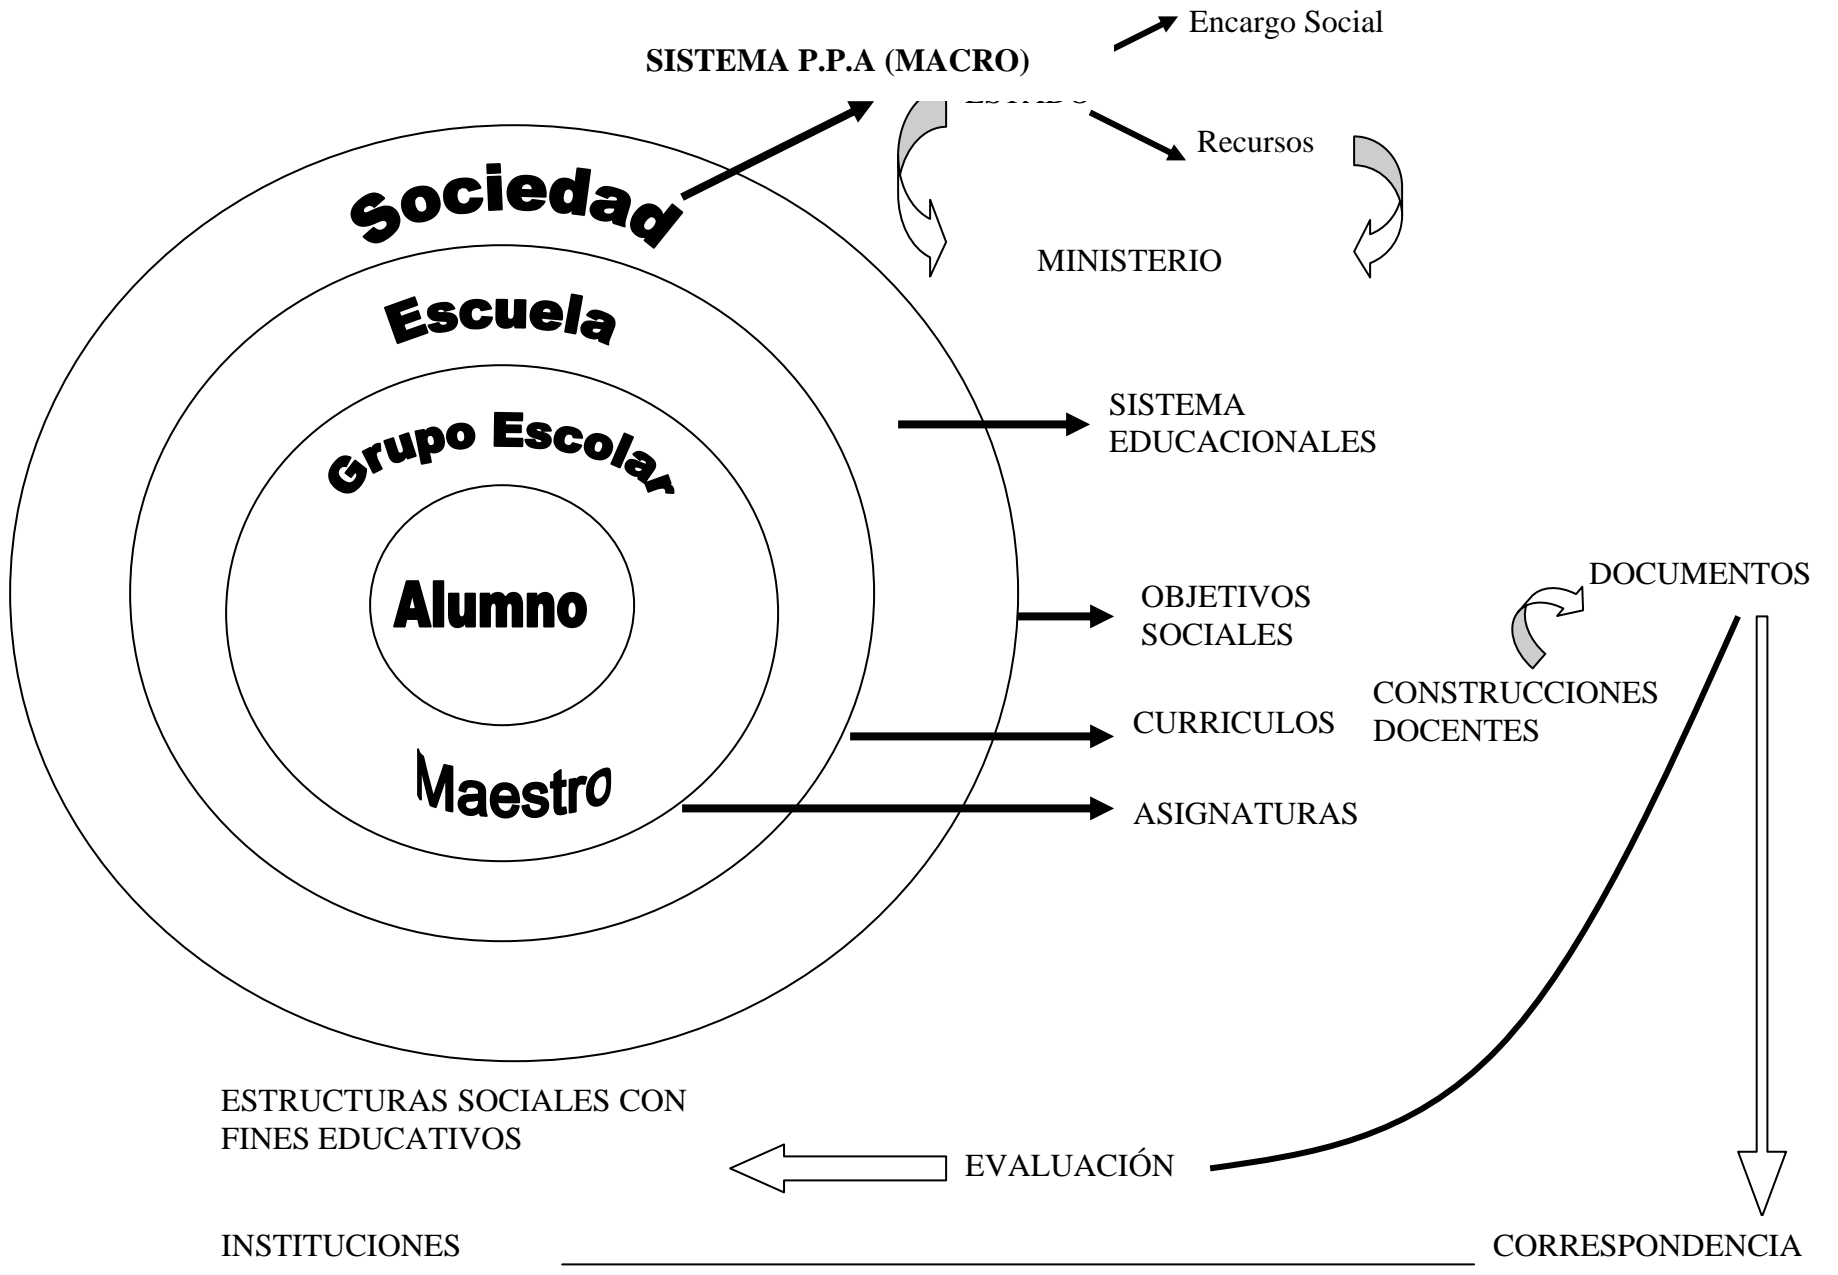 Encargo Social
SISTEMA P.P.A (MACRO)
Recursos
Sociedad
MINISTERIO
Escuela
SISTEMA
EDUCACIONALES
Grupo Escolar
Alumno
DOCUMENTOS
OBJETIVOS
SOCIALES
CONSTRUCCIONES
DOCENTES
CURRICULOS
Maestro
ASIGNATURAS
ESTRUCTURAS SOCIALES CON
FINES EDUCATIVOS
EVALUACIÓN
INSTITUCIONES
CORRESPONDENCIA